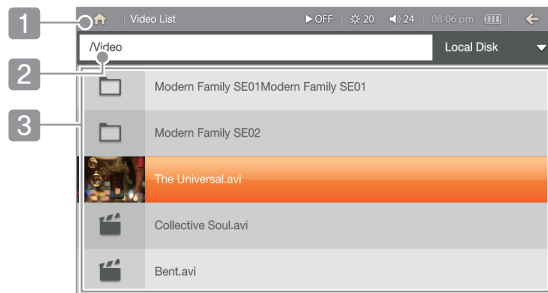 1 Video List OFF 20 24 08:06 pm
/Video Local Disk
2
Modern Family SE01Modern Family SE01
3 Modern Family SE02
The Universal.avi
Collective Soul.avi
Bent.avi